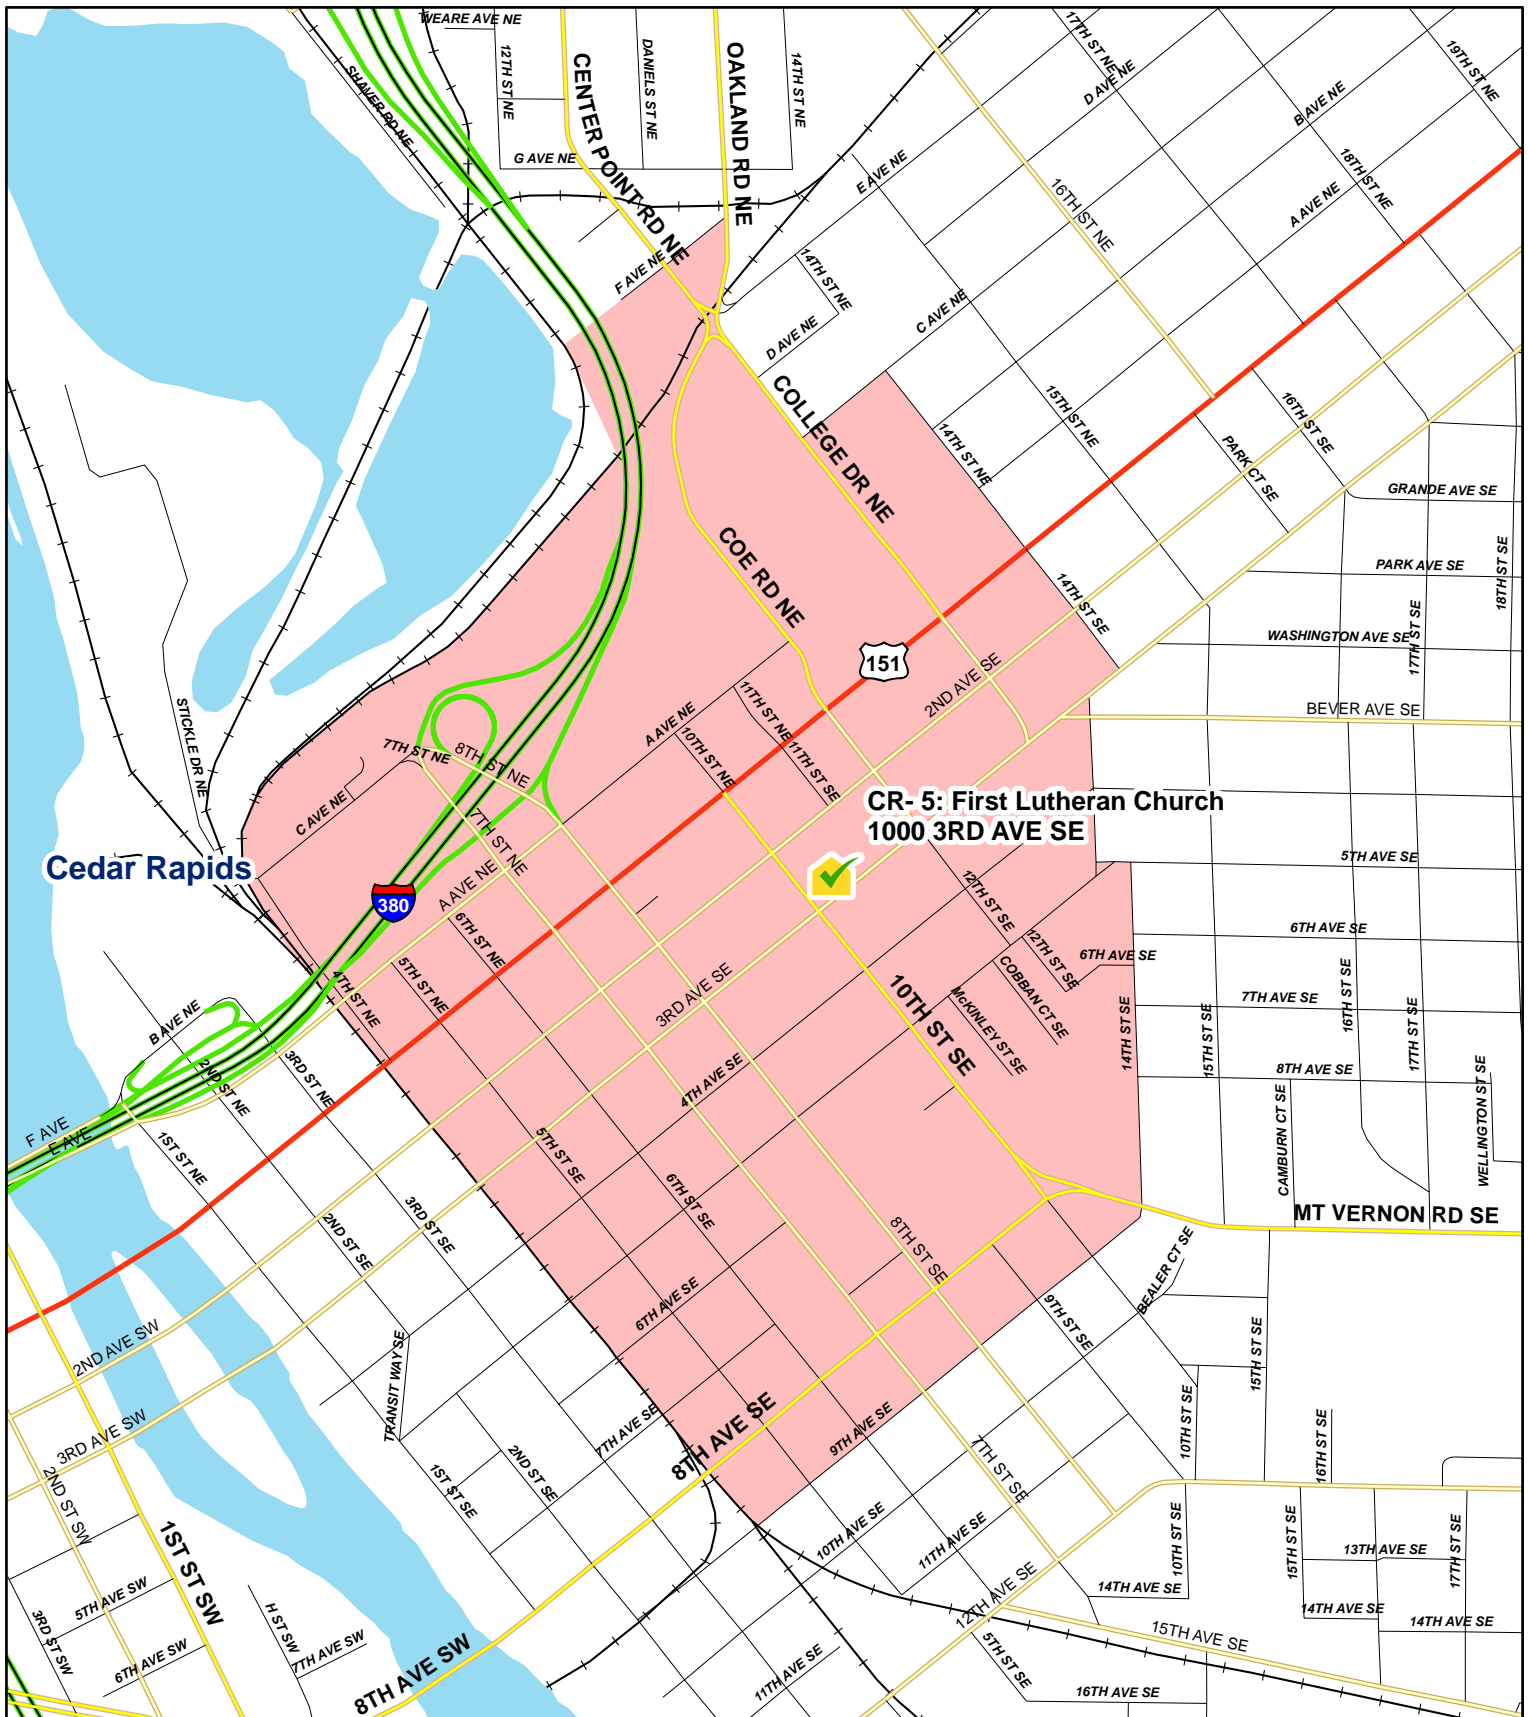 WEARE AVE NE
12TH ST NE
CENTER POINT RD NE
DANIELS ST NE
OAKLAND RD NE
14TH ST NE
17TH ST NE
19TH ST NE
SHAVER RD NE
D AVE NE
B AVE NE
G AVE NE
E AVE NE
18TH ST NE
16TH ST NE
A AVE NE
F AVE NE
14TH ST NE
C AVE NE
D AVE NE
COLLEGE DR NE
15TH ST NE
16TH ST SE
14TH ST NE
PARK CT SE
GRANDE AVE SE
COE RD NE
14TH ST SE
PARK AVE SE
18TH ST SE
17TH ST SE
WASHINGTON AVE SE
151
2ND AVE SE
BEVER AVE SE
STICKLE DR NE
A AVE NE
11TH ST NE
10TH ST NE
11TH ST SE
7TH ST NE
8TH ST NE
C AVE NE
7TH ST NE
CR- 5: First Lutheran Church
1000 3RD AVE SE
Cedar Rapids
5TH AVE SE
380
A AVE NE
6TH ST NE
12TH ST SE
12TH ST SE
6TH AVE SE
6TH AVE SE
5TH ST NE
4TH ST NE
3RD AVE SE
COBBAN CT SE
McKINLEY ST SE
10TH ST SE
7TH AVE SE
16TH ST SE
17TH ST SE
14TH ST SE
15TH ST SE
B AVE NE
3RD ST NE
2ND ST NE
4TH AVE SE
8TH AVE SE
WELLINGTON ST SE
CAMBURN CT SE
F AVE
E AVE
1ST ST NE
5TH ST SE
6TH ST SE
3RD ST SE
2ND ST SE
8TH ST SE
MT VERNON RD SE
BEALER CT SE
6TH AVE SE
9TH ST SE
2ND AVE SW
TRANSIT WAY SE
15TH ST SE
3RD AVE SW
7TH AVE SE
8TH AVE SE
9TH AVE SE
10TH ST SE
16TH ST SE
2ND ST SW
1ST ST SE
2ND ST SE
7TH ST SE
1ST ST SW
10TH AVE SE
11TH AVE SE
10TH ST SE
15TH ST SE
13TH AVE SE
17TH ST SE
5TH AVE SW
3RD ST SW
H ST SW
12TH AVE SE
14TH AVE SE
14TH AVE SE
14TH AVE SE
6TH AVE SW
7TH AVE SW
8TH AVE SW
11TH AVE SE
5TH ST SE
15TH AVE SE
16TH AVE SE